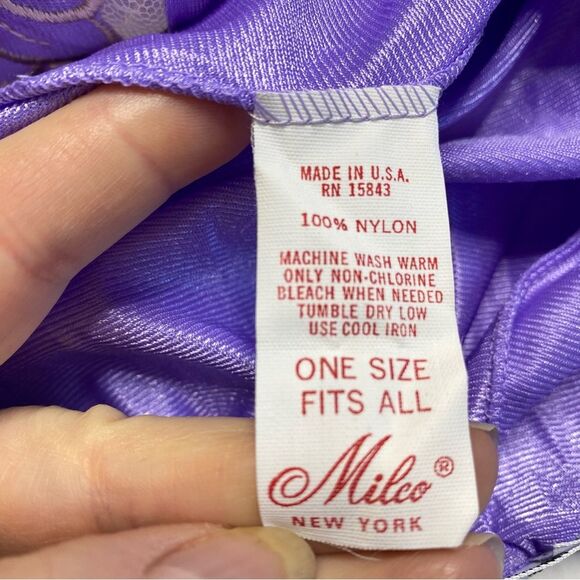 MADE IN U.S.A.
RN 15843
100% NYLON
MACHINE WASH WARM
ONLY NON-CHLORINE
BLEACH WHEN NEEDED
TUMBLE DRY LOW
USE COOL IRON
ONE SIZE
FITS ALL
Milco®
NEW YORK